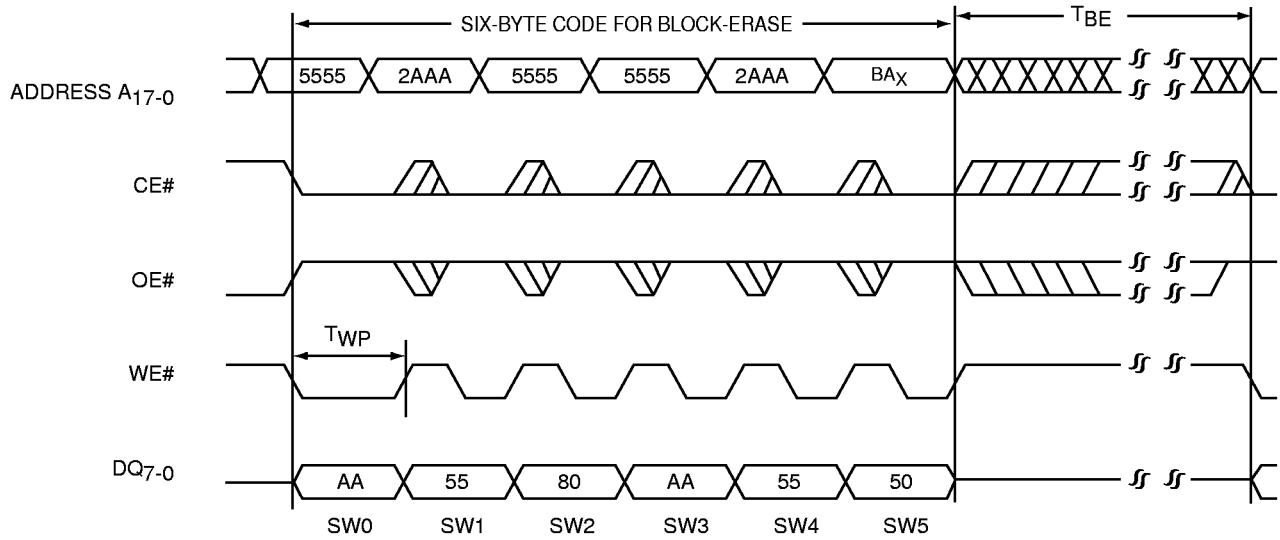 SIX-BYTE CODE FOR BLOCK-ERASE TBE
ADDRESS A17-0 5555 2AAA 5555 5555 2AAA BAX
CE#
OE#
TWP
WE#
DQ7-0 AA 55 80 AA 55 50
SW0 SW1 SW2 SW3 SW4 SW5